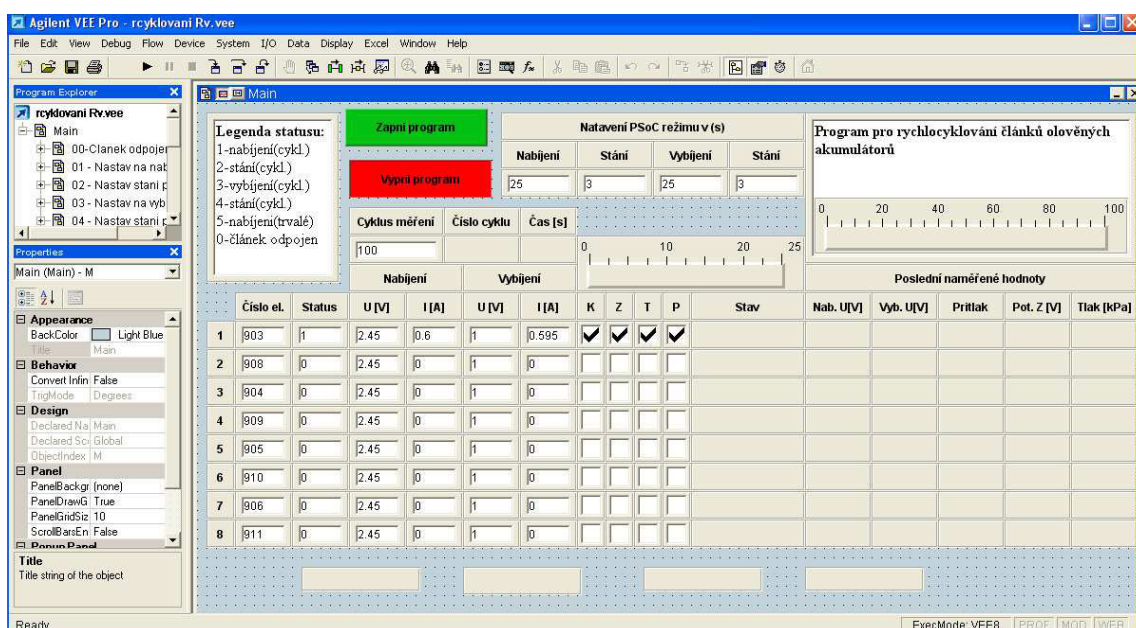 Agilent VEE Pro - rcyklovani Rv.vee
File Edit View Debug Flow Device System I/O Data Display Excel Window Help
Program Explorer
rcyklovani Rv.vee
Main
00-Clanek odpojer
01 - Nastav na nab
02 - Nastav stani p
03 - Nastav na vyb
04 - Nastav stani p
Properties
Main (Main) - M
Appearance
BackColor Light Blue
Title Main
Behavior
Convert Infin False
TrigMode Degrees
Design
Declared Na Main
Declared Sco Global
ObjectIndex M
Panel
PanelBackgr (none)
PanelDrawG True
PanelGridSiz 10
ScrollBarsEn False
Popup Panel
Title
Title string of the object
Main
Legenda statusu:
1-nabíjení(cykl.)
2-stání(cykl.)
3-vybíjení(cykl.)
4-stání(cykl.)
5-nabíjení(trvalé)
0-článek odpojen
Zapni program
Vypni program
Natavení PSoC režimu v (s)
Nabíjení Stání Vybíjení Stání
25 3 25 3
Program pro rychlocyklování článků olověných
akumulátorů
0 20 40 60 80 100
Cyklus měření Číslo cyklu Čas [s]
100
0 10 20 25
Nabíjení Vybíjení Poslední naměřené hodnoty
Číslo el. Status U [V] I [A] U [V] I [A] K Z T P Stav Nab. U[V] Vyb. U[V] Pritlak Pot. Z [V] Tlak [kPa]
1 903 1 2.45 0.6 1 0.595
2 908 0 2.45 0 1 0
3 904 0 2.45 0 1 0
4 909 0 2.45 0 1 0
5 905 0 2.45 0 1 0
6 910 0 2.45 0 1 0
7 906 0 2.45 0 1 0
8 911 0 2.45 0 1 0
Ready ExecMode: VEE8 PROF MOD WEB